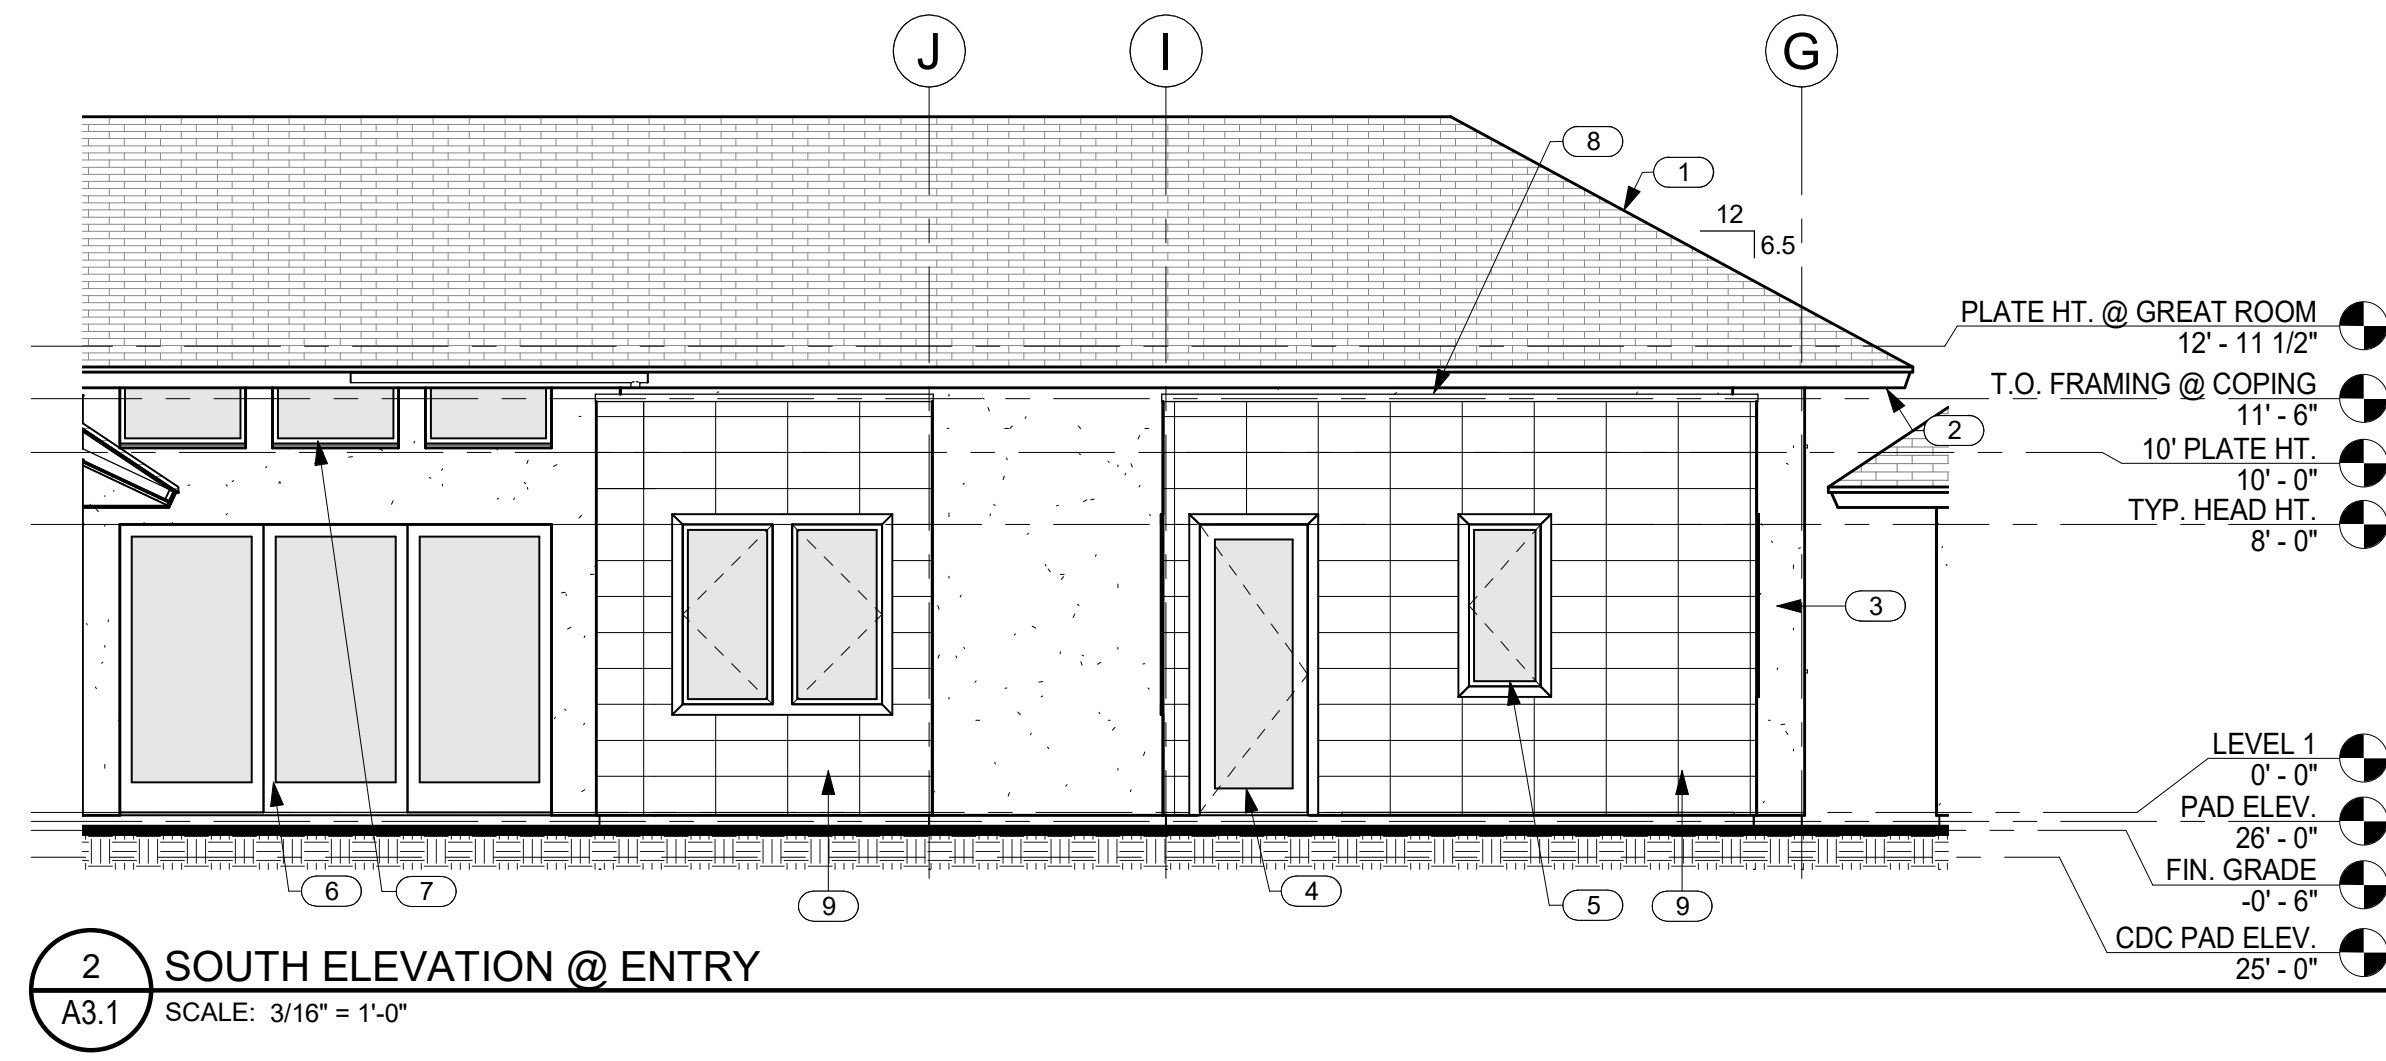 J I G
8
1
12
6.5
PLATE HT. @ GREAT ROOM
12' - 11 1/2"
T.O. FRAMING @ COPING
11' - 6"
2
10' PLATE HT.
10' - 0"
TYP. HEAD HT.
8' - 0"
3
LEVEL 1
0' - 0"
PAD ELEV.
26' - 0"
FIN. GRADE
-0' - 6"
6 7 9 4 5 9
CDC PAD ELEV.
25' - 0"
2
A3.1
SOUTH ELEVATION @ ENTRY
SCALE: 3/16" = 1'-0"